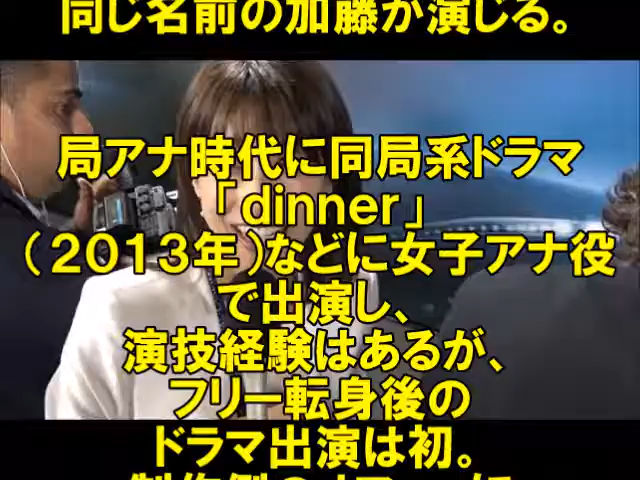 同じ名前の加藤が演じる。
局アナ時代に同局系ドラマ
「dinner」
(2013年)などに女子アナ役
で出演し、
演技経験はあるが、
フリー転身後の
ドラマ出演は初。